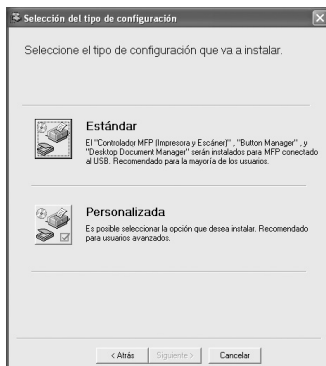 Selección del tipo de configuración
Seleccione el tipo de configuración que va a instalar.
Estándar
El "Controlador MFP (Impresora y Escáner)" , "Button Manager" , y
"Desktop Document Manager" serán instalados para MFP conectado
al USB. Recomendado para la mayoría de los usuarios.
Personalizada
Es posible seleccionar la opción que desea instalar. Recomendado
para usuarios avanzados.
< Atrás
Siguiente >
Cancelar